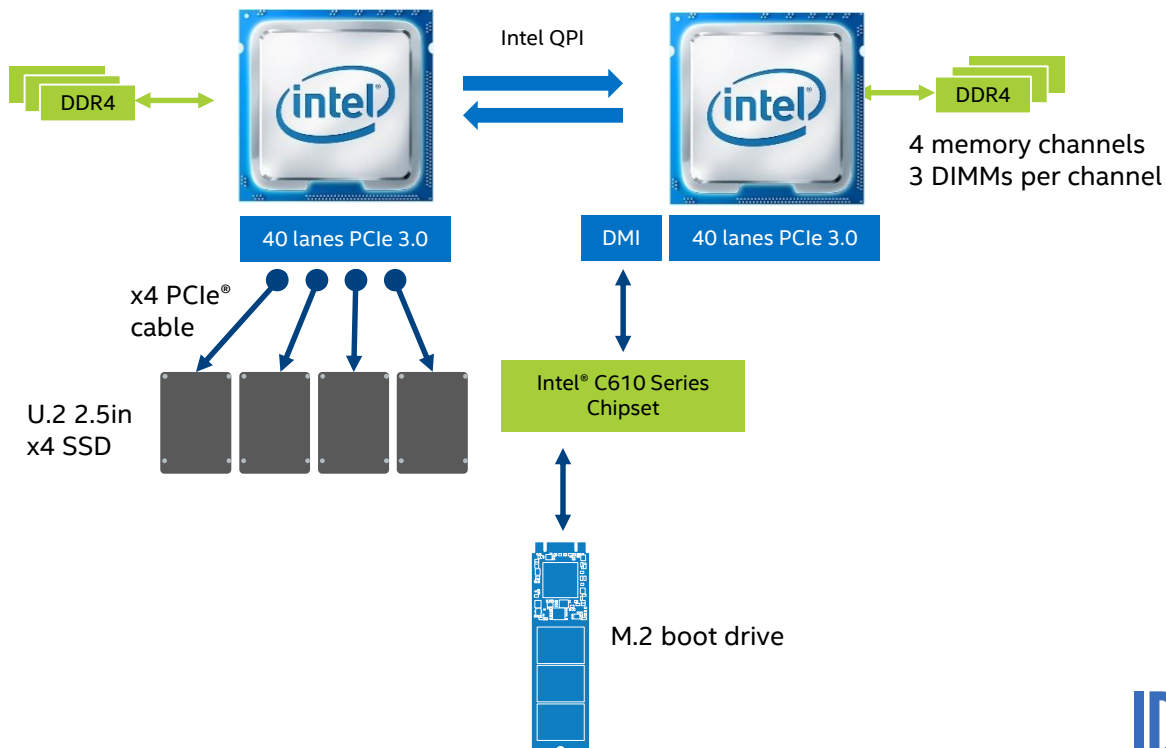 Intel QPI
DDR4
intel
intel
DDR4
4 memory channels
3 DIMMs per channel
40 lanes PCIe 3.0
DMI
40 lanes PCIe 3.0
x4 PCIe®
cable
U.2 2.5in
x4 SSD
Intel® C610 Series
Chipset
M.2 boot drive